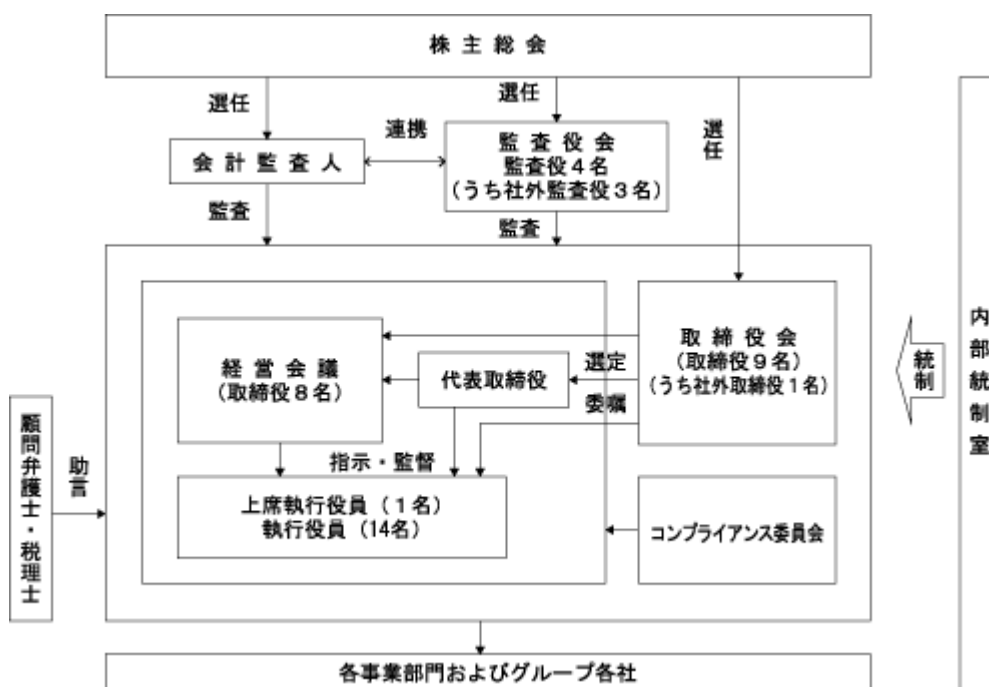 株主総会
選任
選任
選任
連携
会計監査人
監査役会
監査役4名
(うち社外監査役3名)
監査
監査
経営会議
(取締役8名)
代表取締役
選定
委嘱
取締役会
(取締役9名)
(うち社外取締役1名)
統制
内部統制室
顧問弁護士・税理士
助言
指示・監督
上席執行役員(1名)
執行役員(14名)
コンプライアンス委員会
各事業部門およびグループ各社